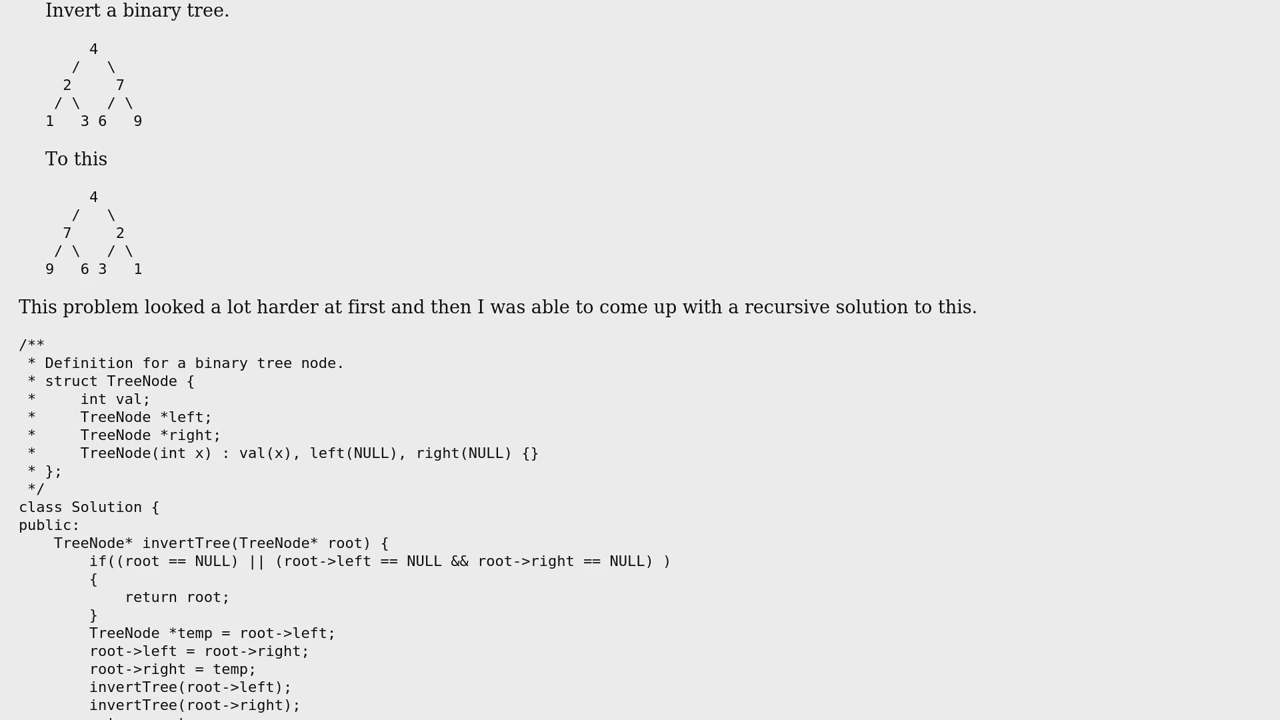 Invert a binary tree.
     4
   /   \
  2     7
 / \   / \
1   3 6   9
To this
     4
   /   \
  7     2
 / \   / \
9   6 3   1
This problem looked a lot harder at first and then I was able to come up with a recursive solution to this.
/**
 * Definition for a binary tree node.
 * struct TreeNode {
 *     int val;
 *     TreeNode *left;
 *     TreeNode *right;
 *     TreeNode(int x) : val(x), left(NULL), right(NULL) {}
 * };
 */
class Solution {
public:
    TreeNode* invertTree(TreeNode* root) {
        if((root == NULL) || (root->left == NULL && root->right == NULL) )
        {
            return root;
        }
        TreeNode *temp = root->left;
        root->left = root->right;
        root->right = temp;
        invertTree(root->left);
        invertTree(root->right);